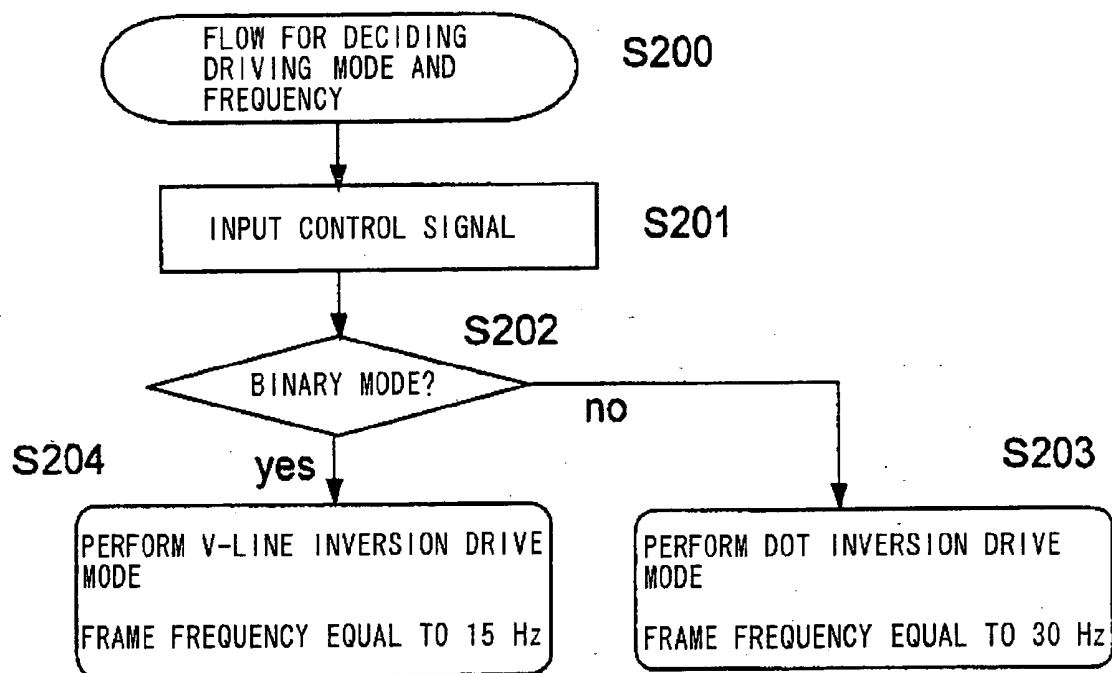 FLOW FOR DECIDING
DRIVING MODE AND
FREQUENCY
S200
INPUT CONTROL SIGNAL
S201
S202
BINARY MODE?
no
yes
S204
S203
PERFORM V-LINE INVERSION DRIVE
MODE
FRAME FREQUENCY EQUAL TO 15 Hz
PERFORM DOT INVERSION DRIVE
MODE
FRAME FREQUENCY EQUAL TO 30 Hz